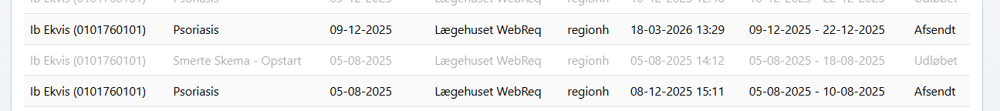 Ib Ekvis (0101760101) Psoriasis 09-12-2025 Lægehuset WebReq regionh 18-03-2026 13:29 09-12-2025 - 22-12-2025 Afsendt
Ib Ekvis (0101760101) Smerte Skema - Opstart 05-08-2025 Lægehuset WebReq regionh 05-08-2025 14:12 05-08-2025 - 18-08-2025 Udløbet
Ib Ekvis (0101760101) Psoriasis 05-08-2025 Lægehuset WebReq regionh 08-12-2025 15:11 05-08-2025 - 10-08-2025 Afsendt